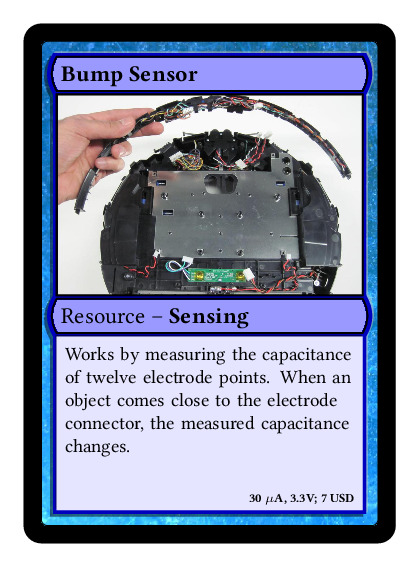 Bump Sensor
Resource – Sensing
Works by measuring the capacitance
of twelve electrode points. When an
object comes close to the electrode
connector, the measured capacitance
changes.
30 µA, 3.3V; 7 USD